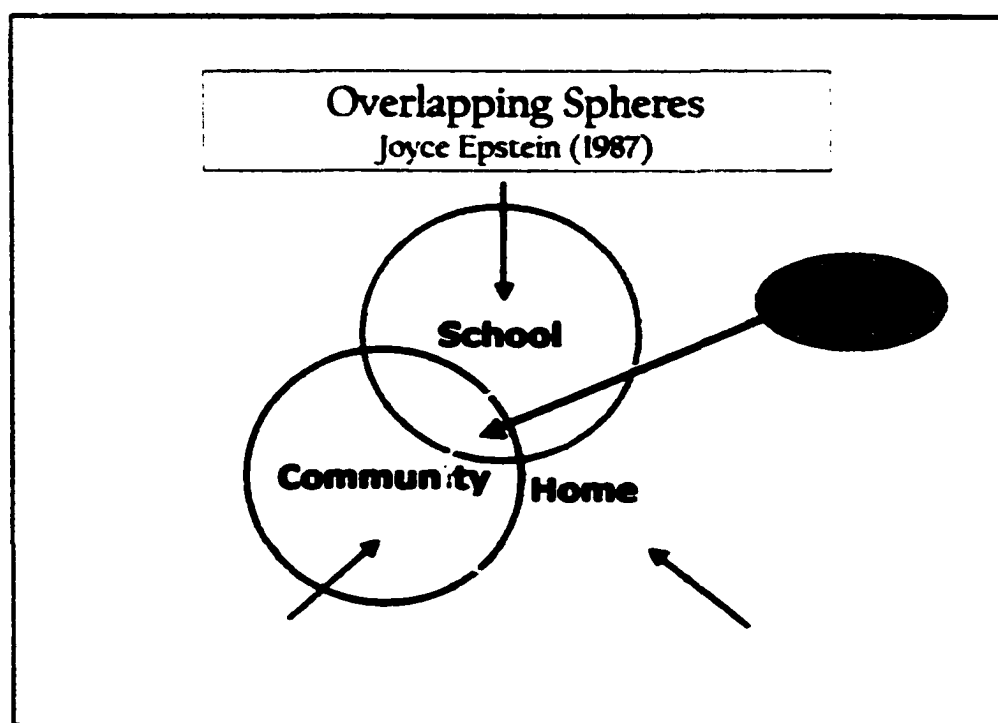 Overlapping Spheres
Joyce Epstein (1987)
School
Community
Home